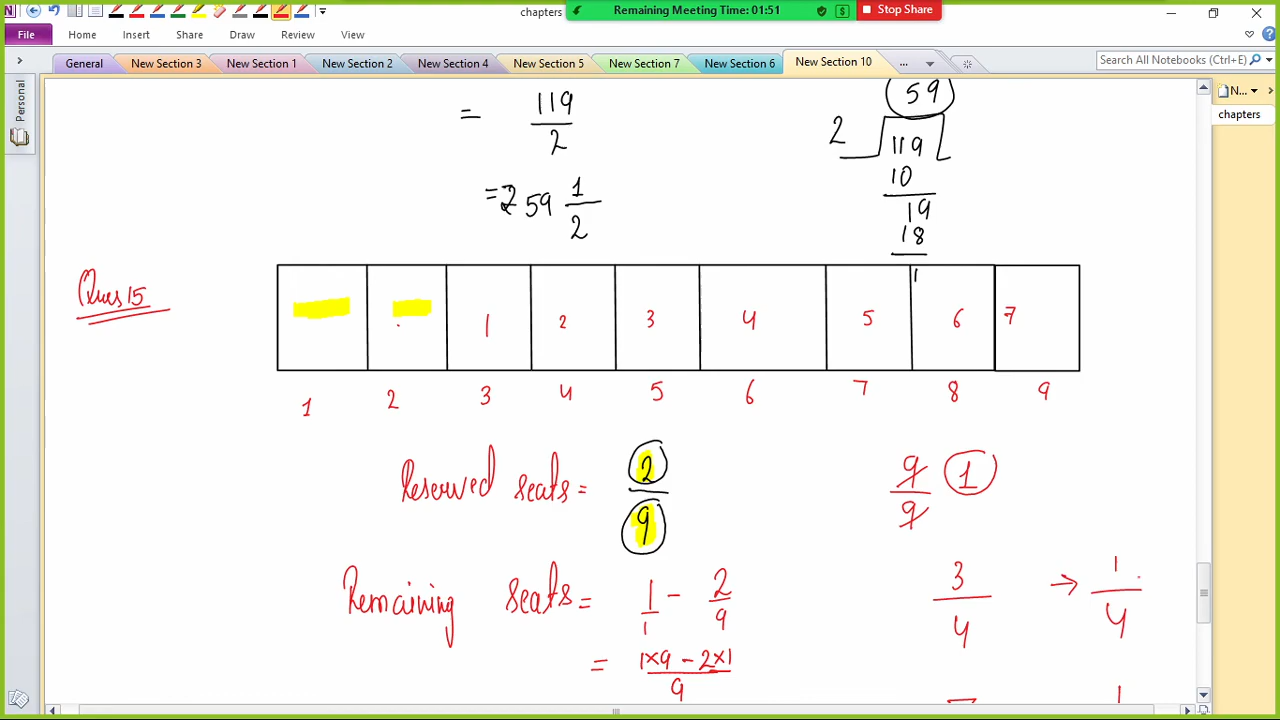 chapters
Remaining Meeting Time: 01:51
Stop Share
File Home Insert Share Draw Review View
General New Section 3 New Section 1 New Section 2 New Section 4 New Section 5 New Section 7 New Section 6 New Section 10 ...
Search All Notebooks (Ctrl+E)
Personal
N...
chapters
= 119/2
= 59 1/2
59
2 119
10
19
18
1
Ques 15
1 2 3 4 5 6 7
1 2 3 4 5 6 7 8 9
Reserved seats = 2/9
9/9 1
Remaining seats = 1/1 - 2/9
3/4 → 1/4
= 1×9 - 2×1/9
1